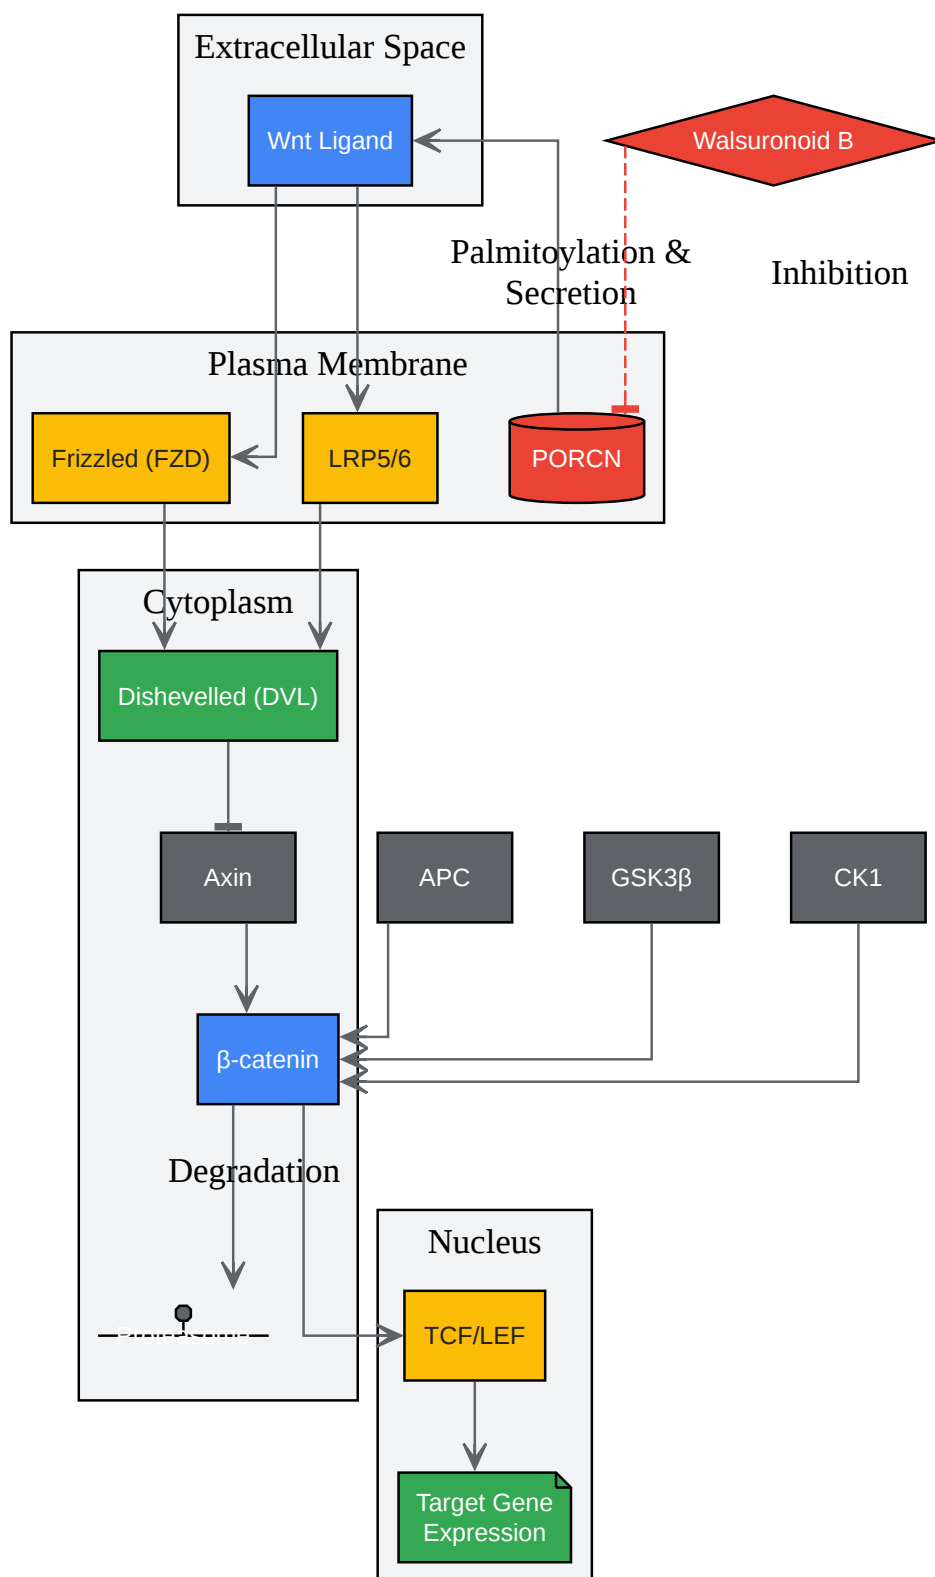 Extracellular Space
Wnt Ligand
Walsuronoid B
Palmitoylation &
Secretion
Inhibition
Plasma Membrane
Frizzled (FZD)
LRP5/6
PORCN
Cytoplasm
Dishevelled (DVL)
Axin
APC
GSK3β
CK1
β-catenin
Degradation
Nucleus
Proteasome
TCF/LEF
Target Gene
Expression